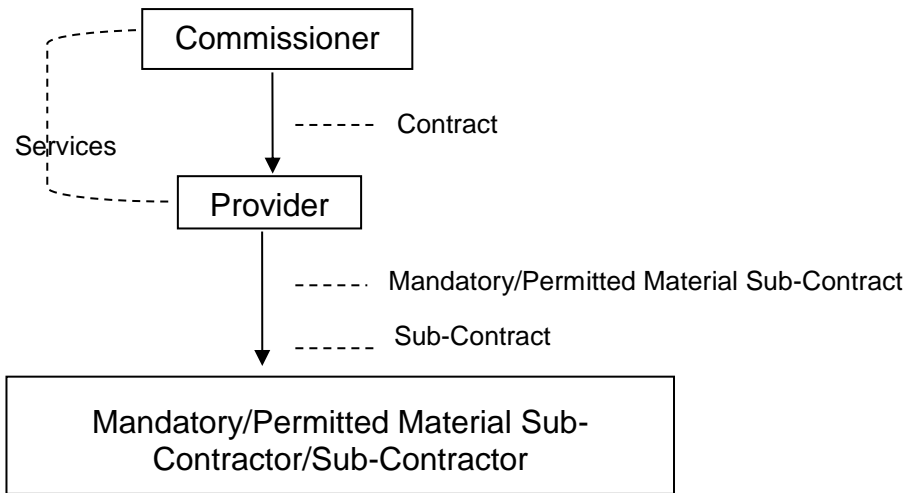 Commissioner
Contract
Services
Provider
Mandatory/Permitted Material Sub-Contract
Sub-Contract
Mandatory/Permitted Material Sub-
Contractor/Sub-Contractor